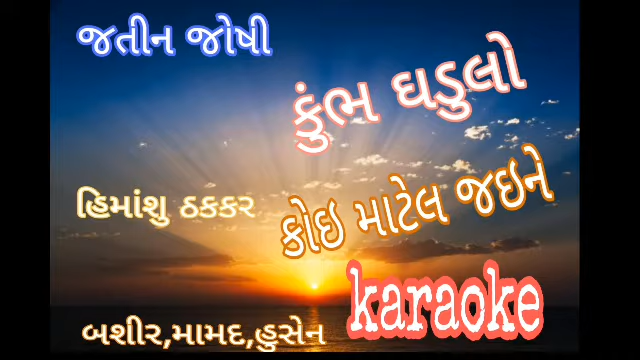 જતીન જોષી
કુંભ ઘડુલો
હિમાંશુ ઠકકર
કોઇ માટેલ જઇને
karaoke
બશીર,મામદ,હુસેન